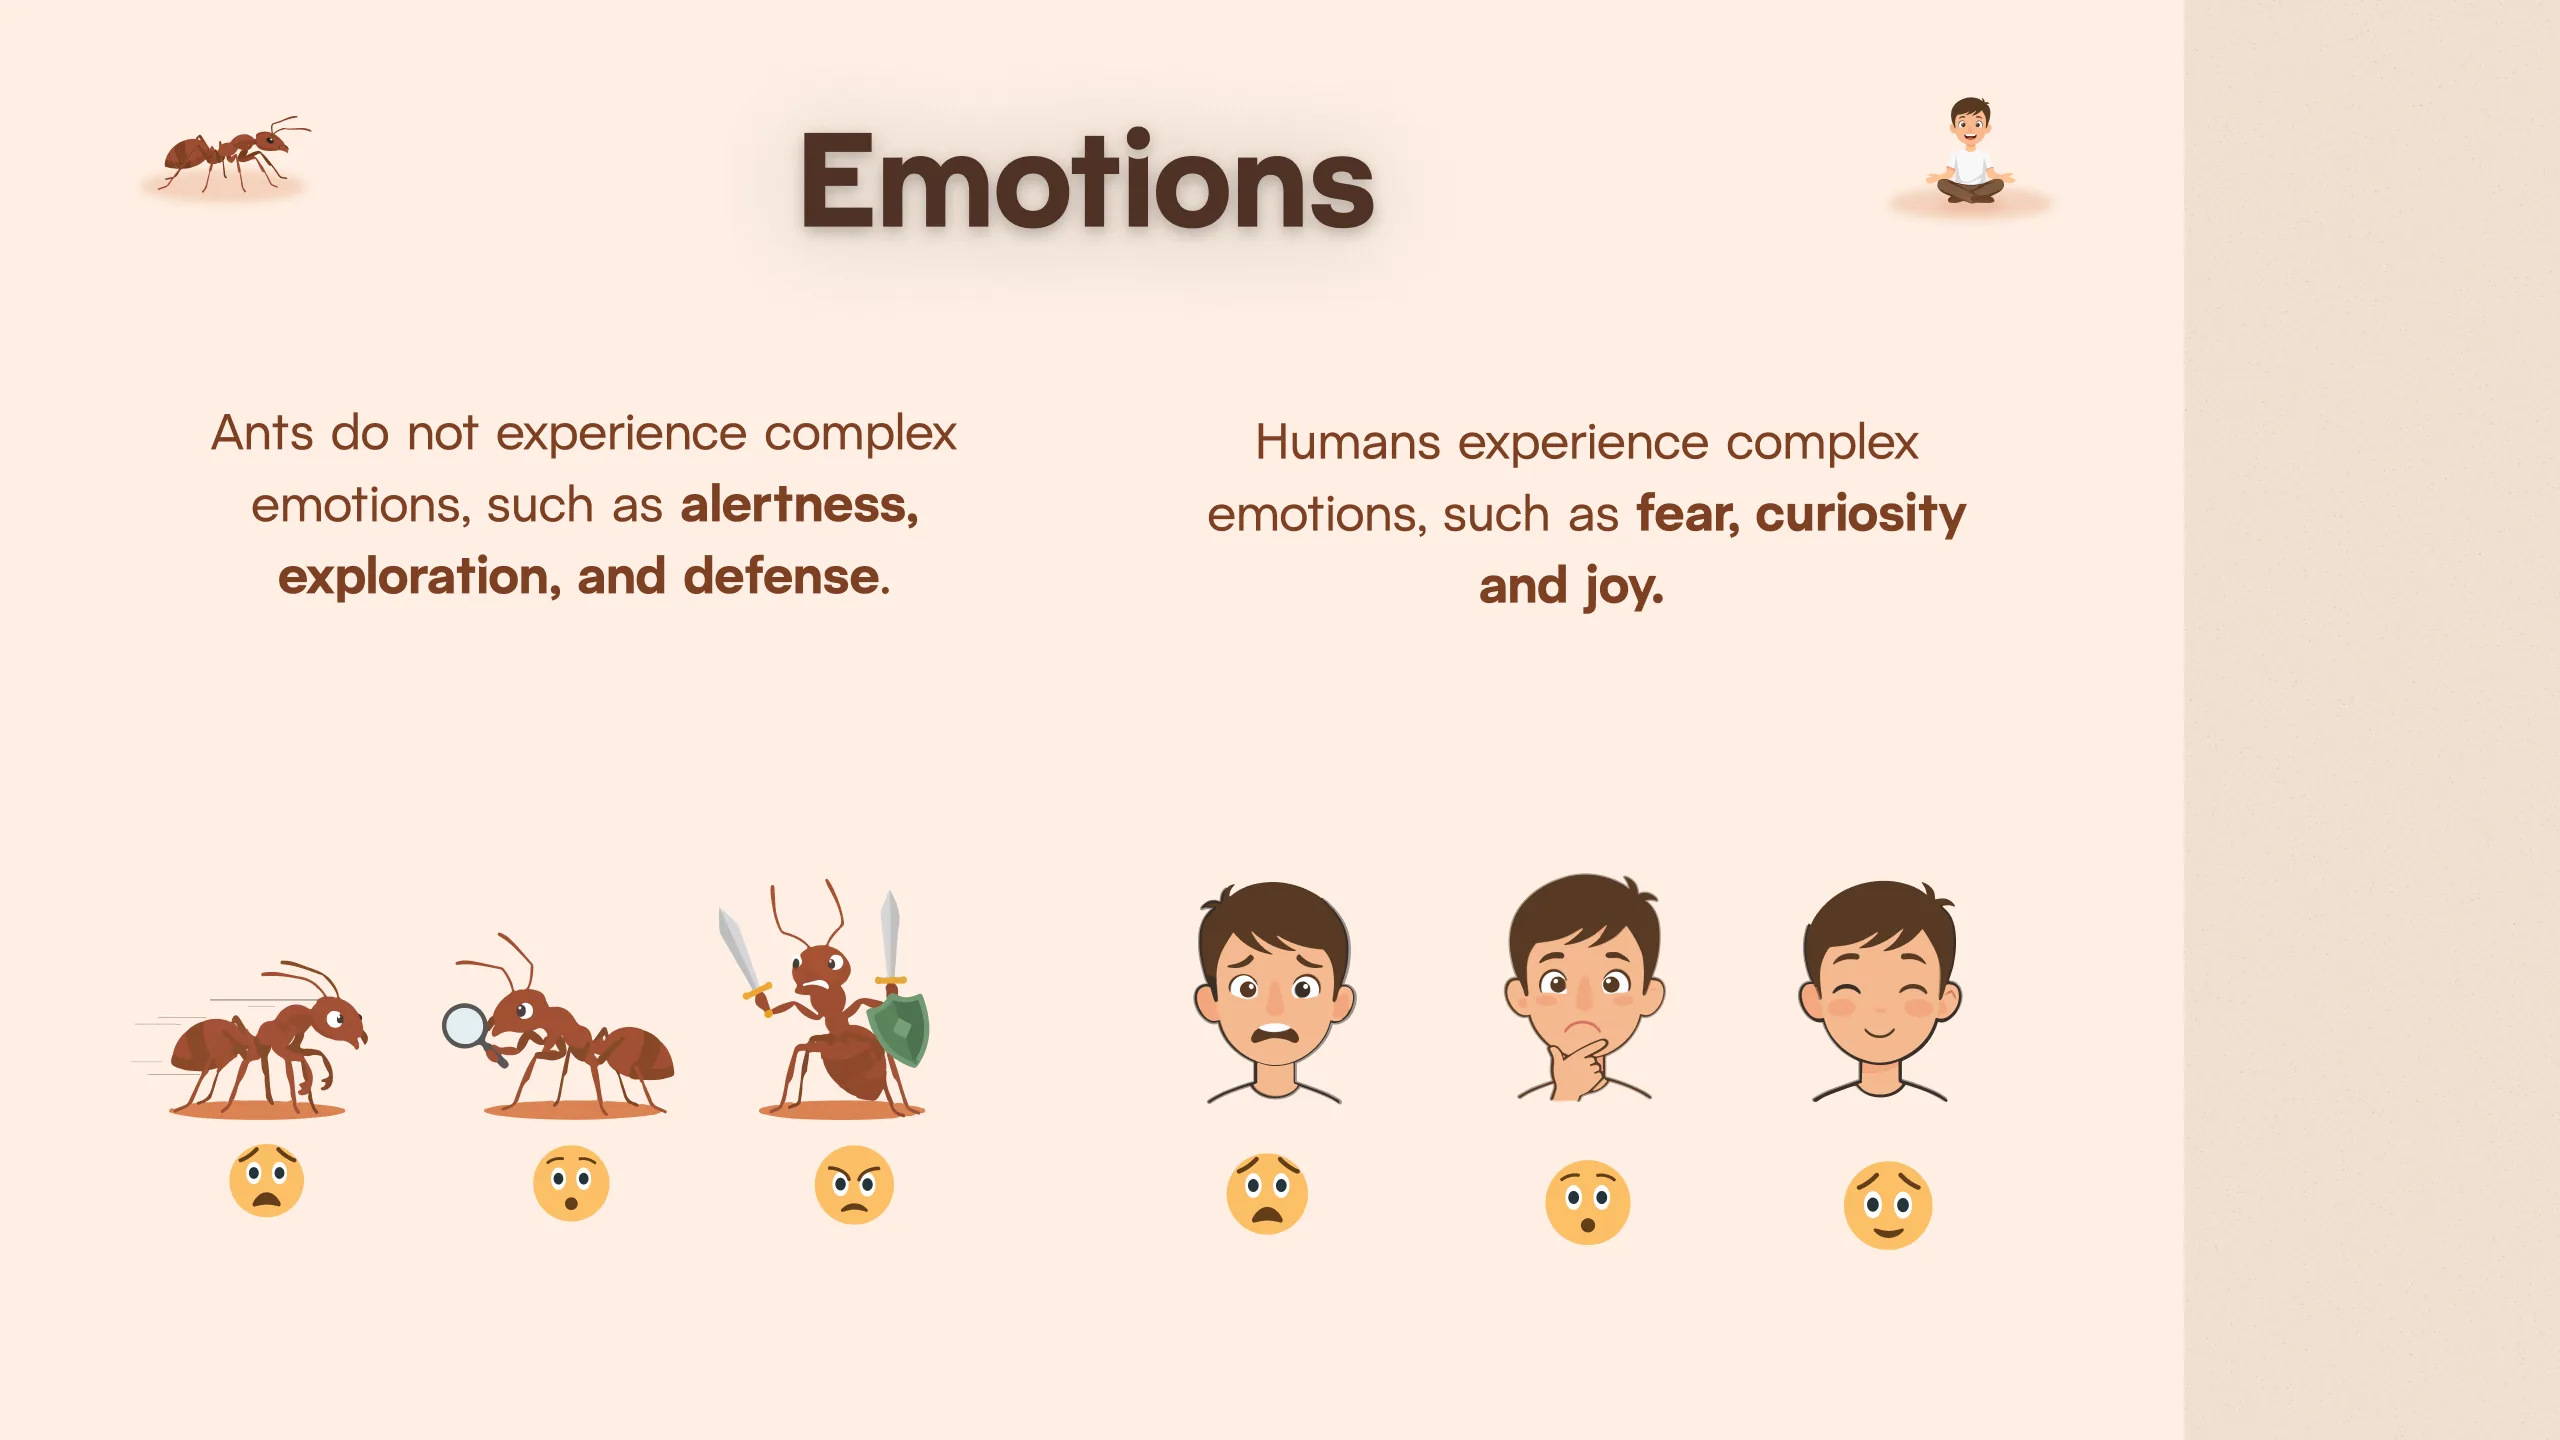 Emotions
Ants do not experience complex
emotions, such as alertness,
exploration, and defense.
Humans experience complex
emotions, such as fear, curiosity
and joy.